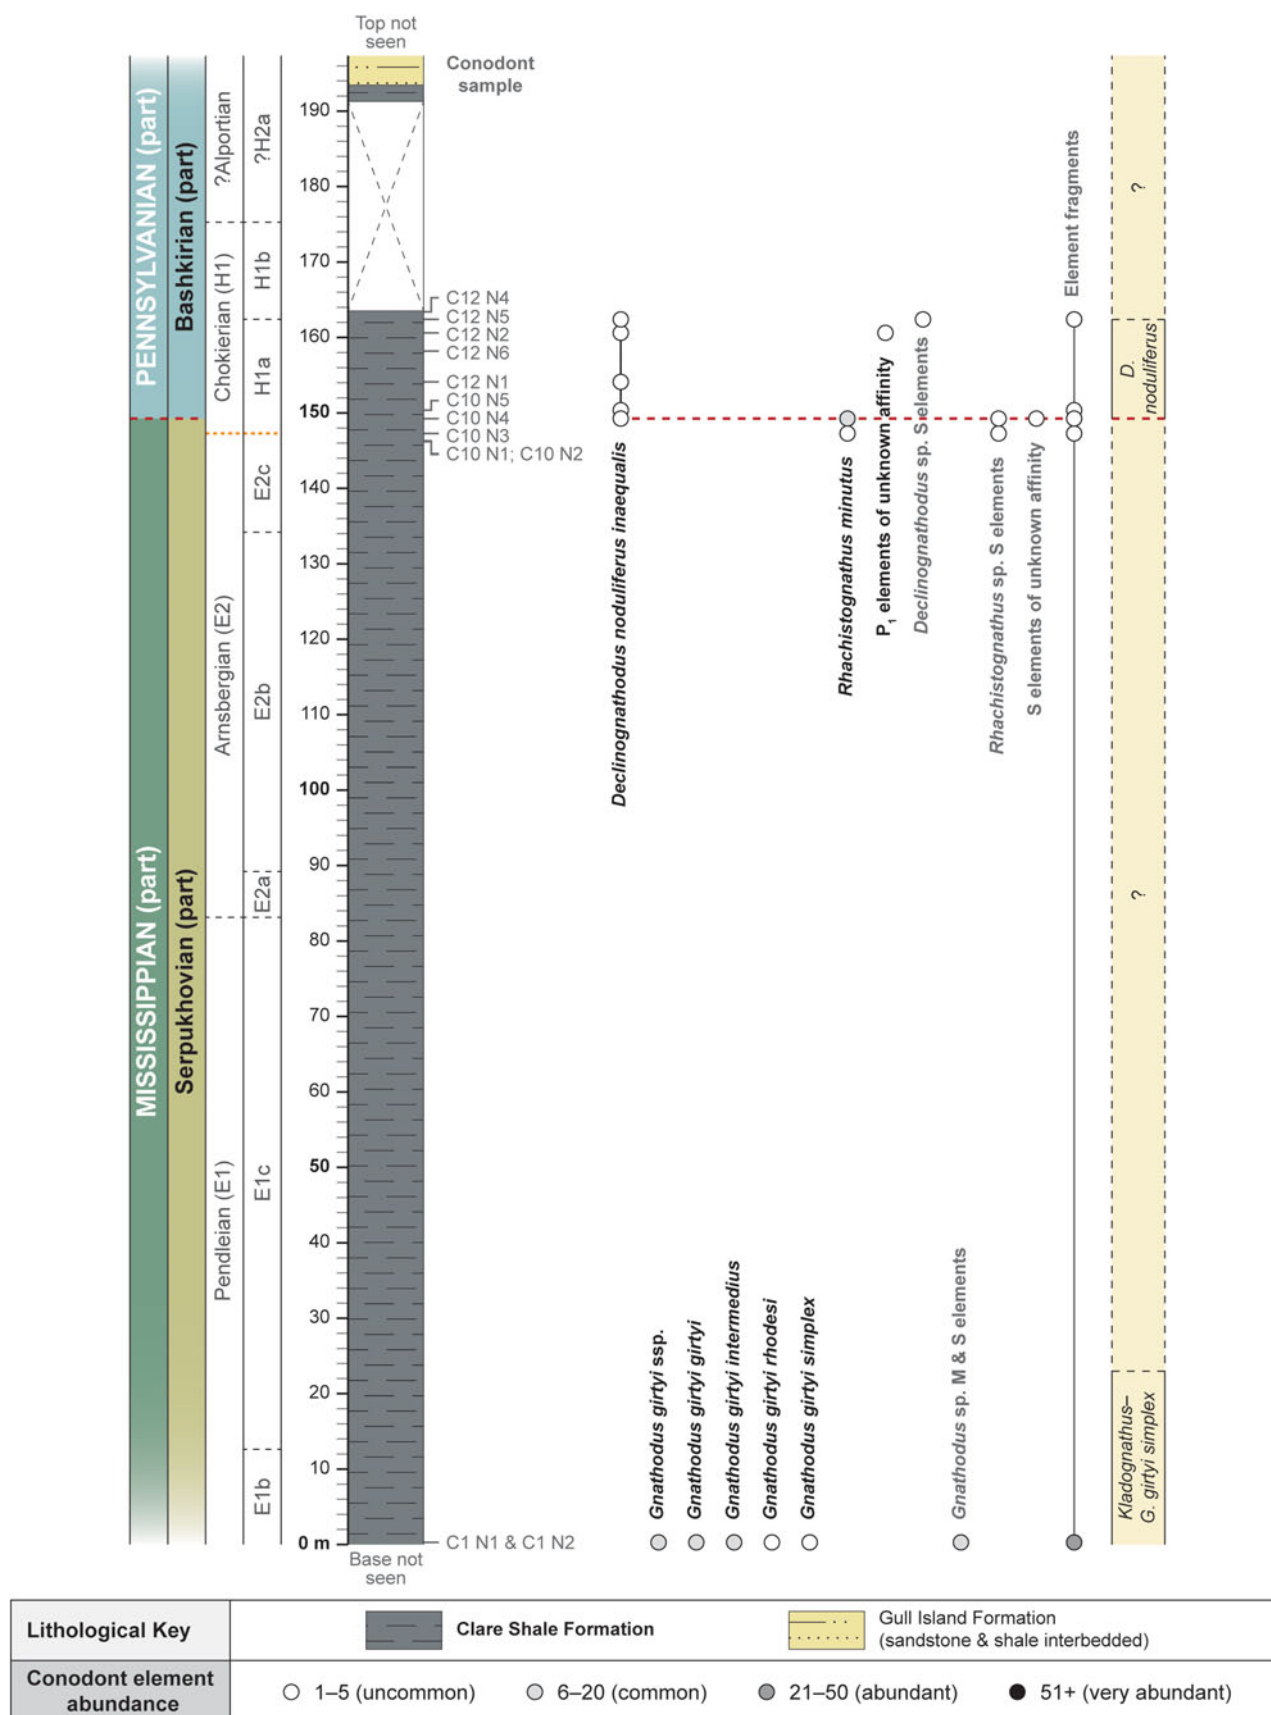 Top not
seen
Conodont
sample
PENNSYLVANIAN (part)
Bashkirian (part)
MISSISSIPPIAN (part)
Serpukhovian (part)
?Alportian
Chokierian (H1)
Arnsbergian (E2)
Pendleian (E1)
?H2a
H1b
H1a
E2c
E2b
E2a
E1c
E1b
190
180
170
160
150
140
130
120
110
100
90
80
70
60
50
40
30
20
10
0 m
Base not
seen
C12 N4
C12 N5
C12 N2
C12 N6
C12 N1
C10 N5
C10 N4
C10 N3
C10 N1; C10 N2
C1 N1 & C1 N2
Declinognathodus noduliferus inaequalis
Gnathodus girtyi ssp.
Gnathodus girtyi girtyi
Gnathodus girtyi intermedius
Gnathodus girtyi rhodesi
Gnathodus girtyi simplex
Rhachistognathus minutus
P1 elements of unknown affinity
Declinognathodus sp. S elements
Gnathodus sp. M & S elements
Rhachistognathus sp. S elements
S elements of unknown affinity
Element fragments
?
D.
noduliferus
?
Kladognathus–
G. girtyi simplex
Lithological Key
Clare Shale Formation
Gull Island Formation
(sandstone & shale interbedded)
Conodont element
abundance
1–5 (uncommon)
6–20 (common)
21–50 (abundant)
51+ (very abundant)